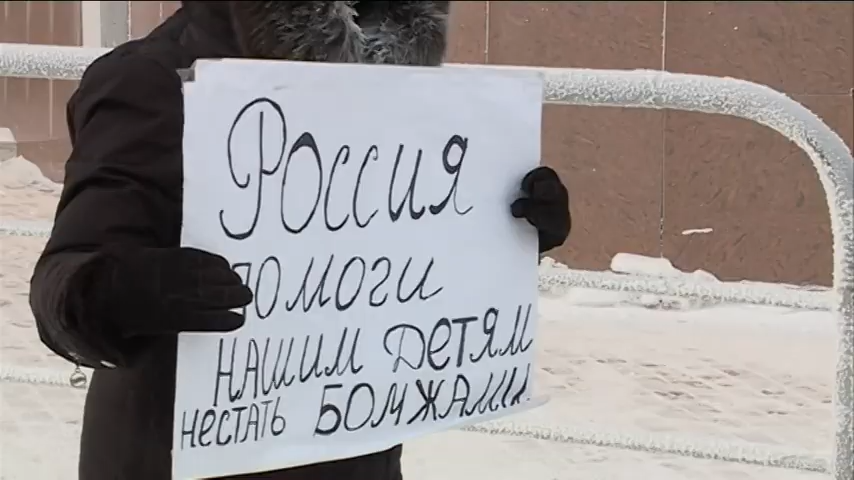 Россия
помоги
нашим детям
нестать бомжами.